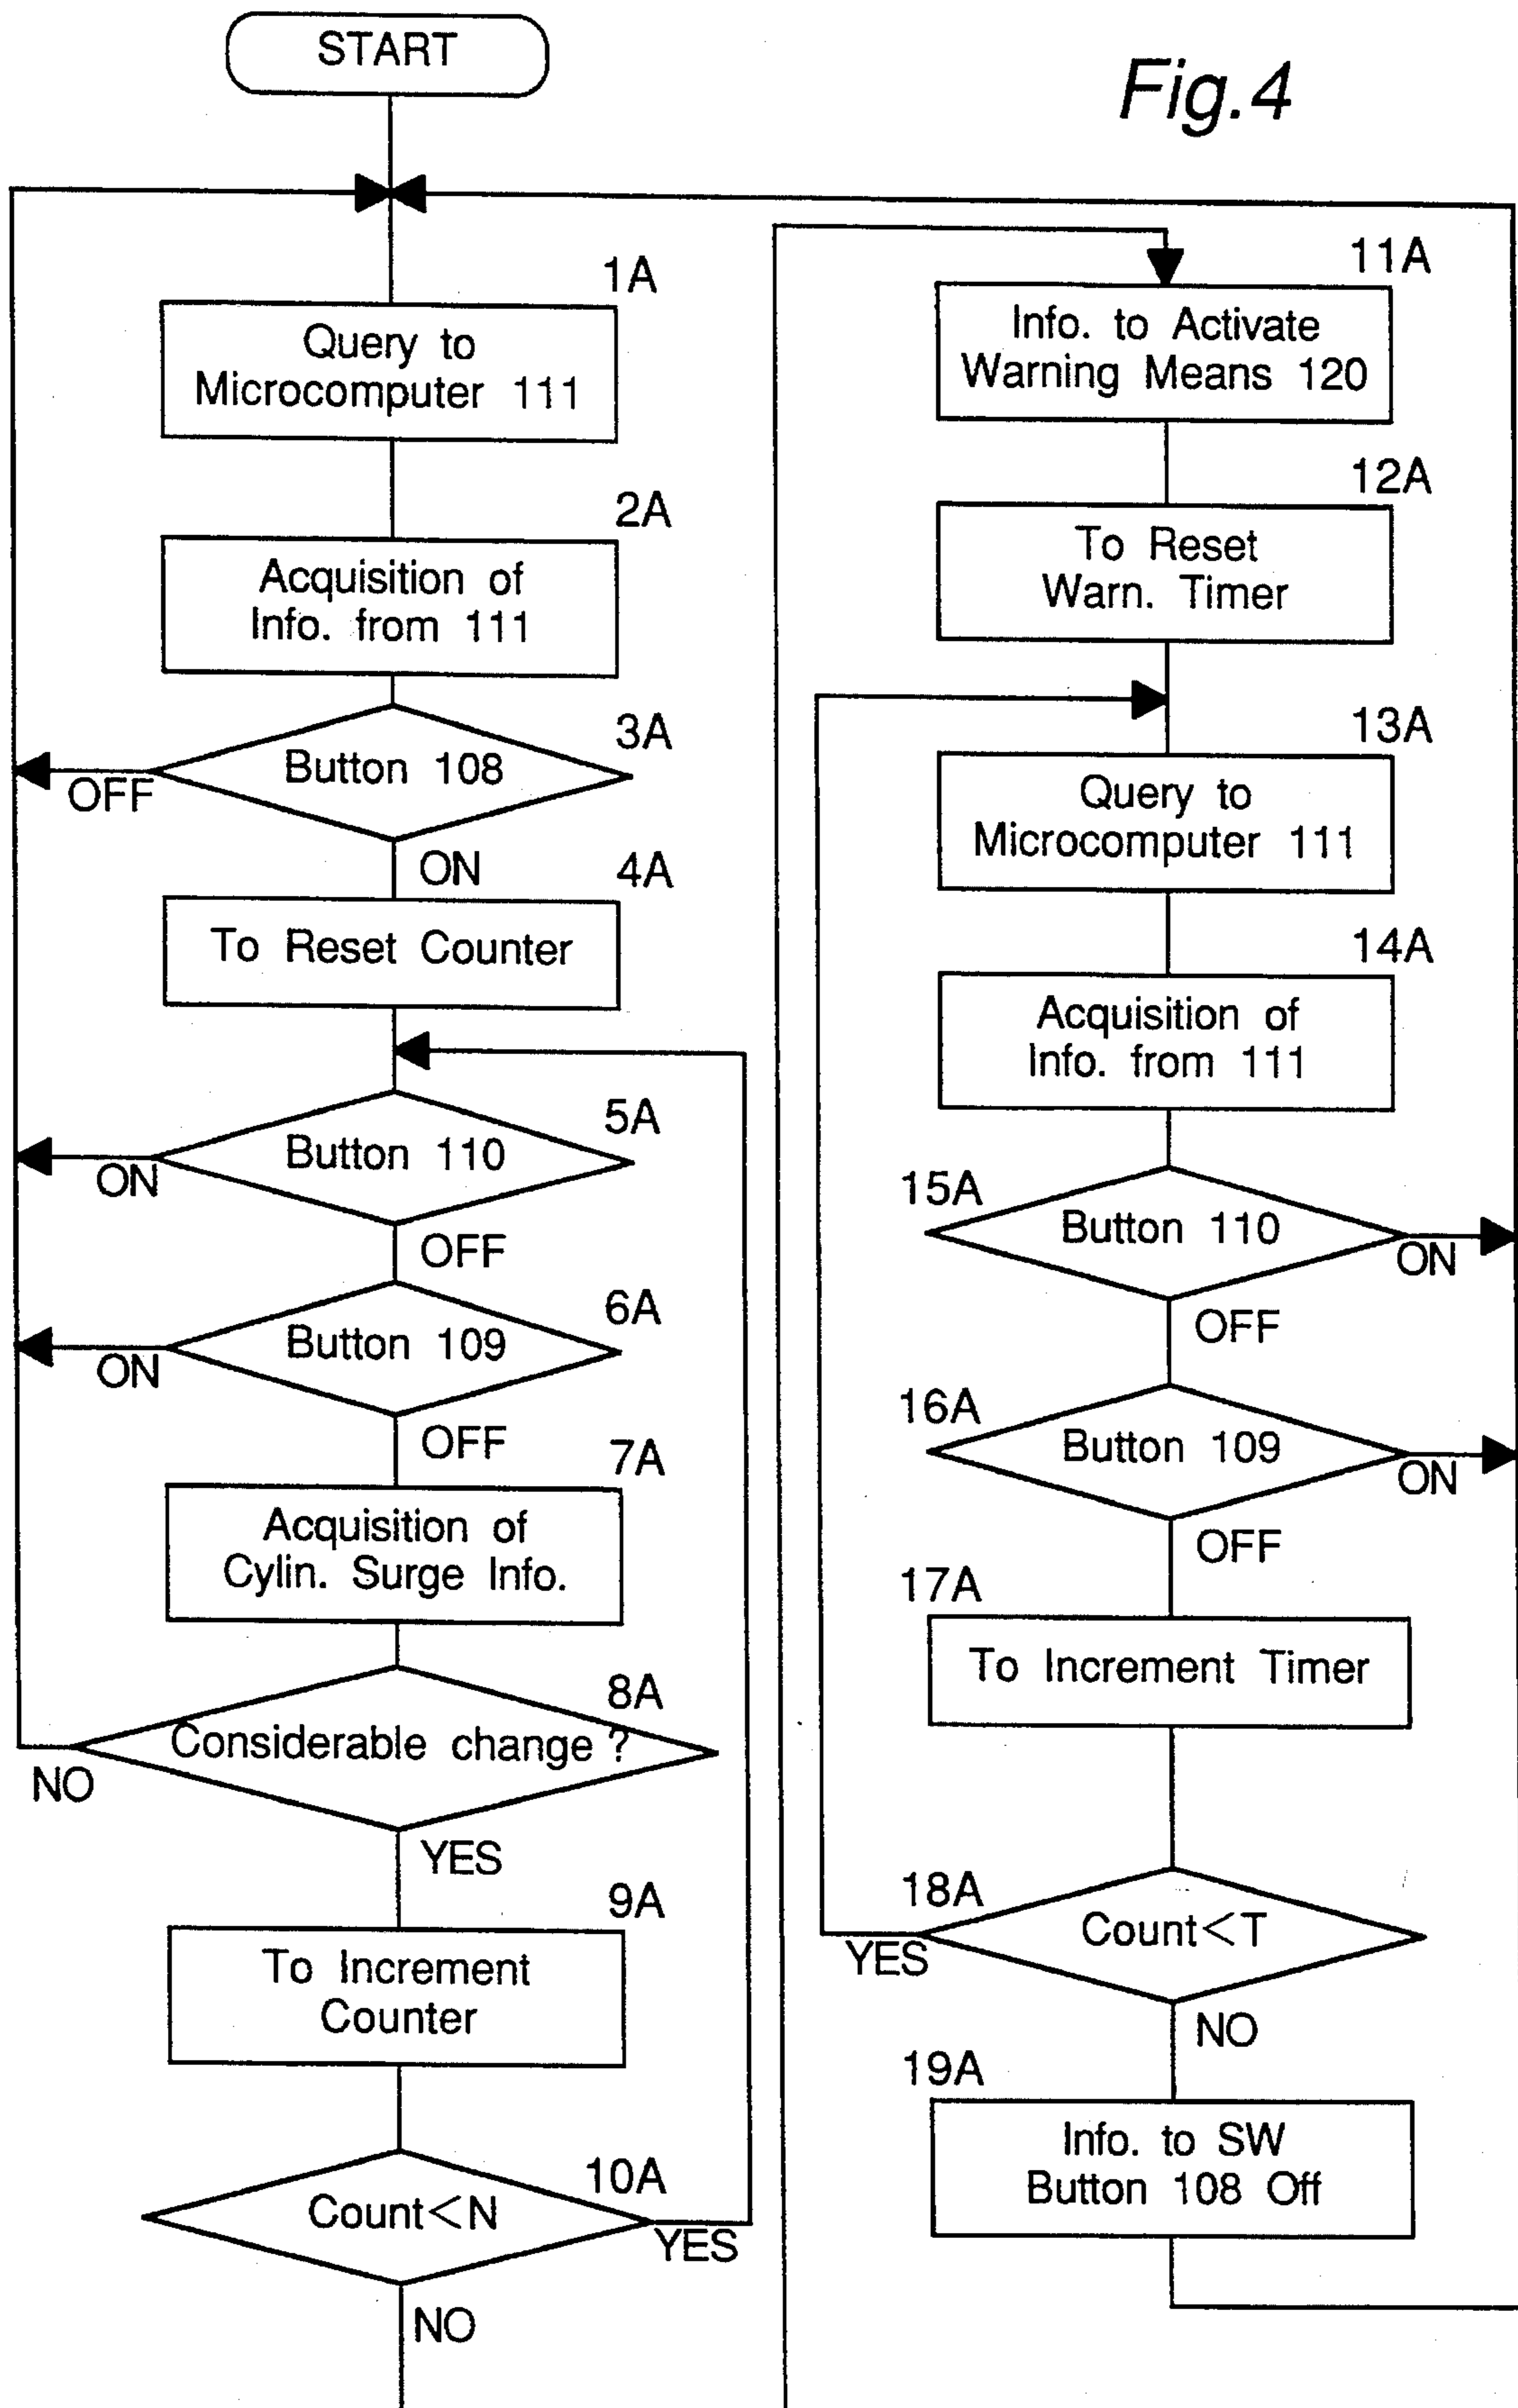 START
Fig.4
1A
Query to
Microcomputer 111
2A
Acquisition of
Info. from 111
3A
Button 108
OFF
ON
4A
To Reset Counter
5A
Button 110
ON
OFF
6A
Button 109
ON
OFF
7A
Acquisition of
Cylin. Surge Info.
8A
Considerable change ?
NO
YES
9A
To Increment
Counter
10A
Count<N
YES
NO
11A
Info. to Activate
Warning Means 120
12A
To Reset
Warn. Timer
13A
Query to
Microcomputer 111
14A
Acquisition of
Info. from 111
15A
Button 110
ON
OFF
16A
Button 109
ON
OFF
17A
To Increment Timer
18A
Count<T
YES
NO
19A
Info. to SW
Button 108 Off